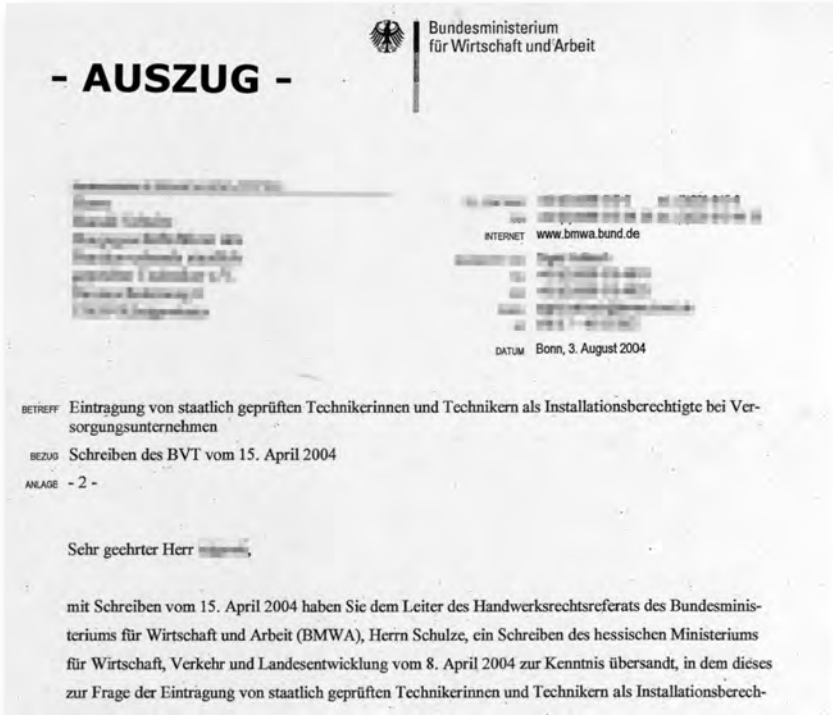 Bundesministerium
für Wirtschaft und Arbeit
- AUSZUG -
INTERNET www.bmwa.bund.de
DATUM Bonn, 3. August 2004
BETREFF Eintragung von staatlich geprüften Technikerinnen und Technikern als Installationsberechtigte bei Ver-
sorgungsunternehmen
BEZUG Schreiben des BVT vom 15. April 2004
ANLAGE - 2 -
Sehr geehrter Herr ,
mit Schreiben vom 15. April 2004 haben Sie dem Leiter des Handwerksrechtsreferats des Bundesminis-
teriums für Wirtschaft und Arbeit (BMWA), Herrn Schulze, ein Schreiben des hessischen Ministeriums
für Wirtschaft, Verkehr und Landesentwicklung vom 8. April 2004 zur Kenntnis übersandt, in dem dieses
zur Frage der Eintragung von staatlich geprüften Technikerinnen und Technikern als Installationsberech-